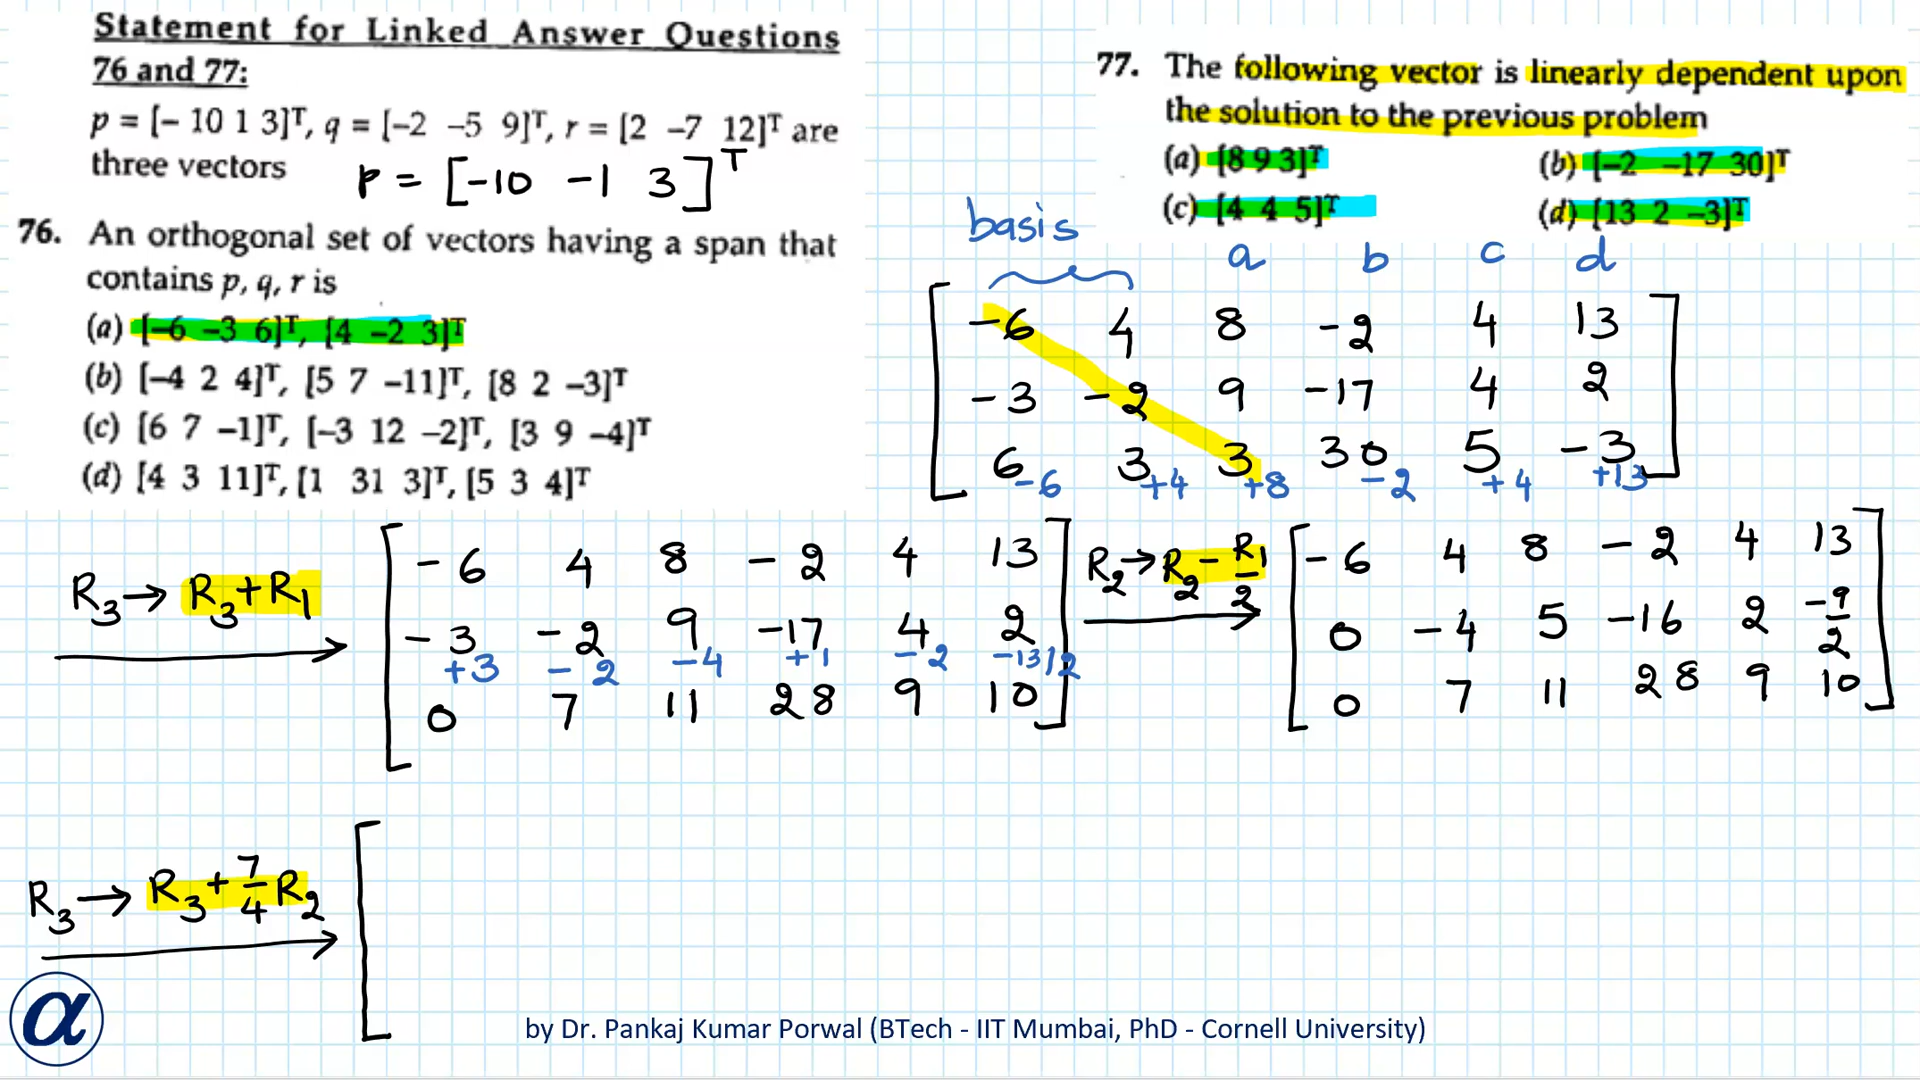 Statement for Linked Answer Questions
76 and 77:
p = [– 10 1 3]ᵀ, q = [–2 –5 9]ᵀ, r = [2 –7 12]ᵀ are
three vectors
p = [-10 -1 3]ᵀ
76. An orthogonal set of vectors having a span that
contains p, q, r is
(a) [–6 –3 6]ᵀ, [4 –2 3]ᵀ
(b) [–4 2 4]ᵀ, [5 7 –11]ᵀ, [8 2 –3]ᵀ
(c) [6 7 –1]ᵀ, [–3 12 –2]ᵀ, [3 9 –4]ᵀ
(d) [4 3 11]ᵀ, [1 31 3]ᵀ, [5 3 4]ᵀ
77. The following vector is linearly dependent upon
the solution to the previous problem
(a) [8 9 3]ᵀ (b) [–2 –17 30]ᵀ
(c) [4 4 5]ᵀ (d) [13 2 –3]ᵀ
basis a b c d
-6 4 8 -2 4 13
-3 -2 9 -17 4 2
6 3 3 30 5 -3
-6 +4 +8 -2 +4 +13
R₃ → R₃+R₁
-6 4 8 -2 4 13
-3 -2 9 -17 4 2
+3 -2 -4 +1 -2 -13/2
0 7 11 28 9 10
R₂→R₂-R₁/2
-6 4 8 -2 4 13
0 -4 5 -16 2 -9/2
0 7 11 28 9 10
R₃ → R₃+7/4 R₂
α
by Dr. Pankaj Kumar Porwal (BTech - IIT Mumbai, PhD - Cornell University)